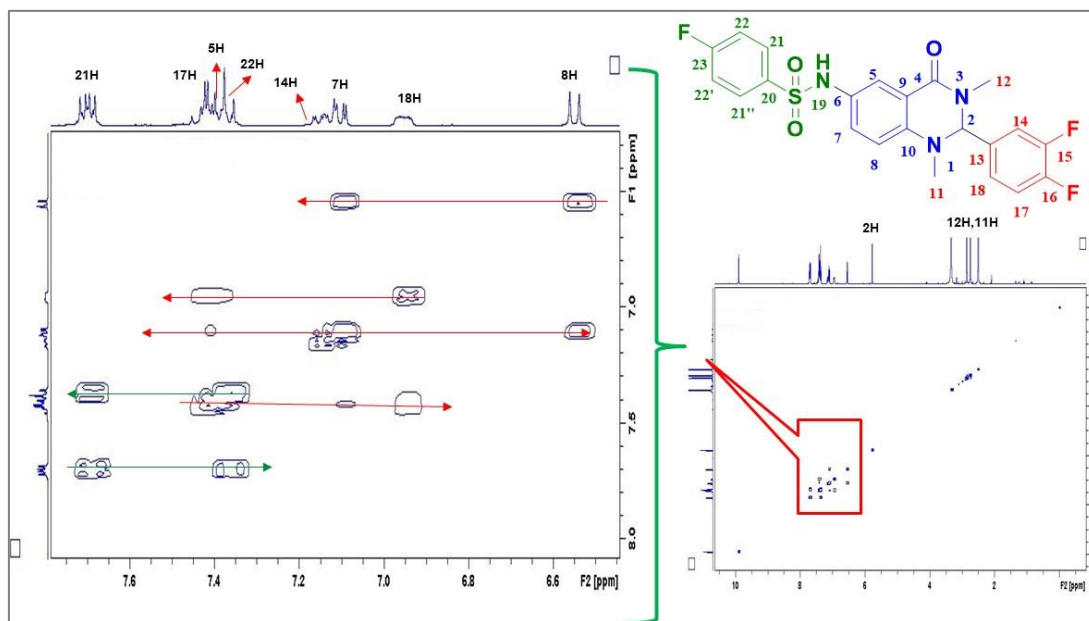 21H
17H
5H
22H
14H
7H
18H
8H
7.6
7.4
7.2
7.0
6.8
6.6
F2 [ppm]
F1 [ppm]
7.0
7.5
8.0
F
22
21
23
22'
21''
20
O
S
O
H
N
19
6
5
7
8
9
10
4
O
3
N
12
2
N
1
11
13
14
15
F
16
F
17
18
2H
12H,11H
10
8
6
4
2
F2 [ppm]